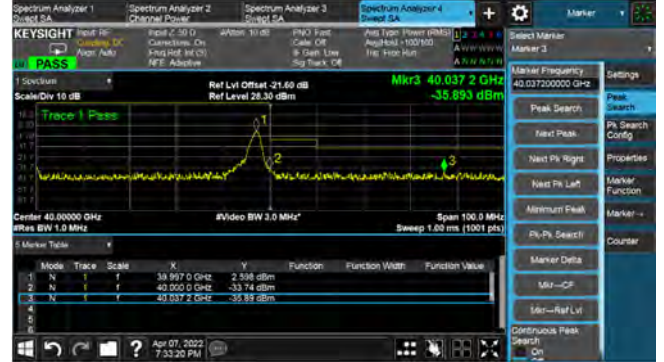 Spectrum Analyzer 1
Swept SA
Spectrum Analyzer 2
Channel Power
Spectrum Analyzer 3
Swept SA
Spectrum Analyzer 4
Swept SA
+
Marker
KEYSIGHT Input: RF
Coupling: DC
Align: Auto
Input Z: 50 Ω
Corrections: On
Freq Ref: Int (S)
NFE: Adaptive
#Atten: 10 dB
PNO: Fast
Gate: Off
IF Gain: Low
Sig Track: Off
Avg Type: Power (RMS)
Avg|Hold: >100/100
Trig: Free Run
PASS
1 Spectrum
Scale/Div 10 dB
Ref Lvl Offset -21.60 dB
Ref Level 28.30 dBm
Mkr3 40.037 2 GHz
-35.893 dBm
Trace 1 Pass
1
2
3
Center 40.00000 GHz
#Res BW 1.0 MHz
#Video BW 3.0 MHz*
Span 100.0 MHz
Sweep 1.00 ms (1001 pts)
5 Marker Table
Mode Trace Scale X Y Function Function Width Function Value
1 N 1 f 39.997 0 GHz 2.598 dBm
2 N 1 f 40.000 0 GHz -33.74 dBm
3 N 1 f 40.037 2 GHz -35.89 dBm
4
5
6
?
Apr 07, 2022
7:33:20 PM
Select Marker
Marker 3
Marker Frequency
40.037200000 GHz
Peak Search
Next Peak
Next Pk Right
Next Pk Left
Minimum Peak
Pk-Pk Search
Marker Delta
Mkr→CF
Mkr→Ref Lvl
Continuous Peak
Search
On
Off
Settings
Peak
Search
Pk Search
Config
Properties
Marker
Function
Marker→
Counter